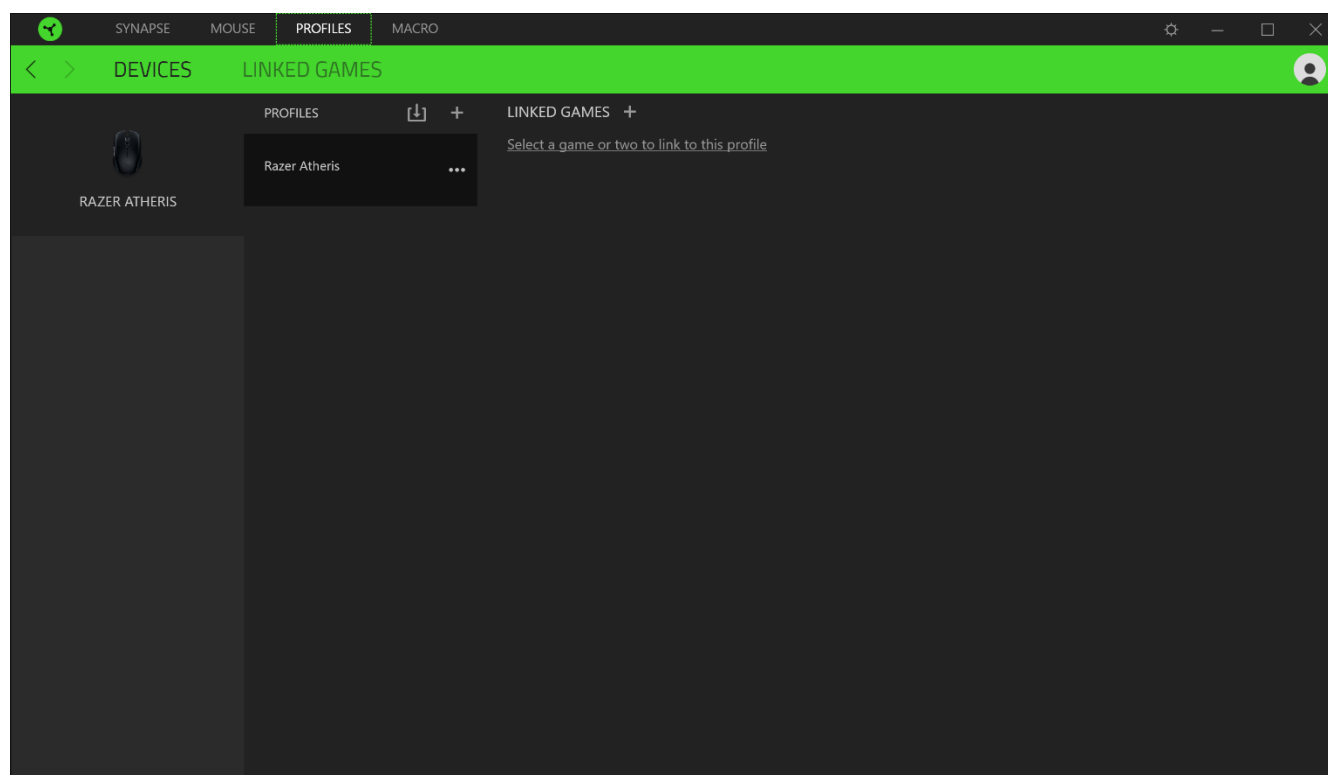 SYNAPSE MOUSE PROFILES MACRO
DEVICES LINKED GAMES
PROFILES
Razer Atheris
RAZER ATHERIS
LINKED GAMES
Select a game or two to link to this profile